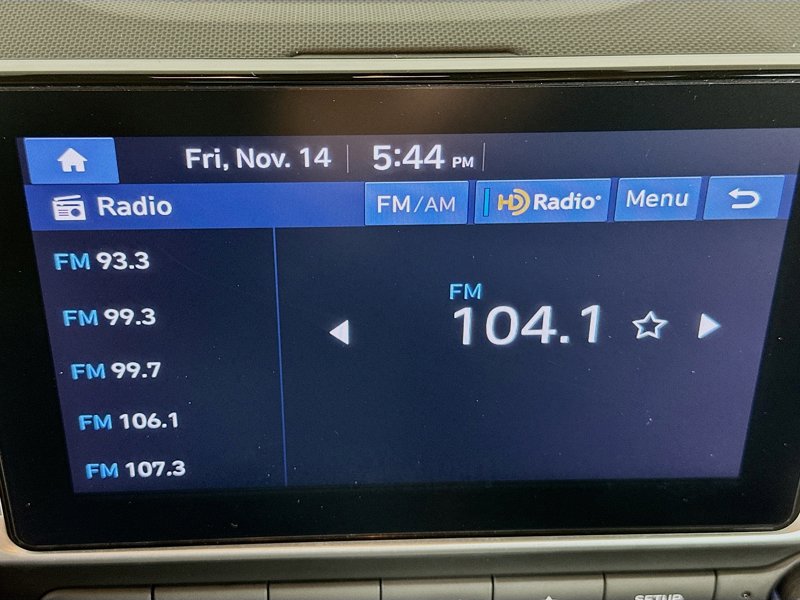 Fri, Nov. 14 5:44 PM
Radio FM/AM HD Radio Menu
FM 93.3
FM 99.3
FM 99.7
FM 106.1
FM 107.3
FM
104.1
SETUP